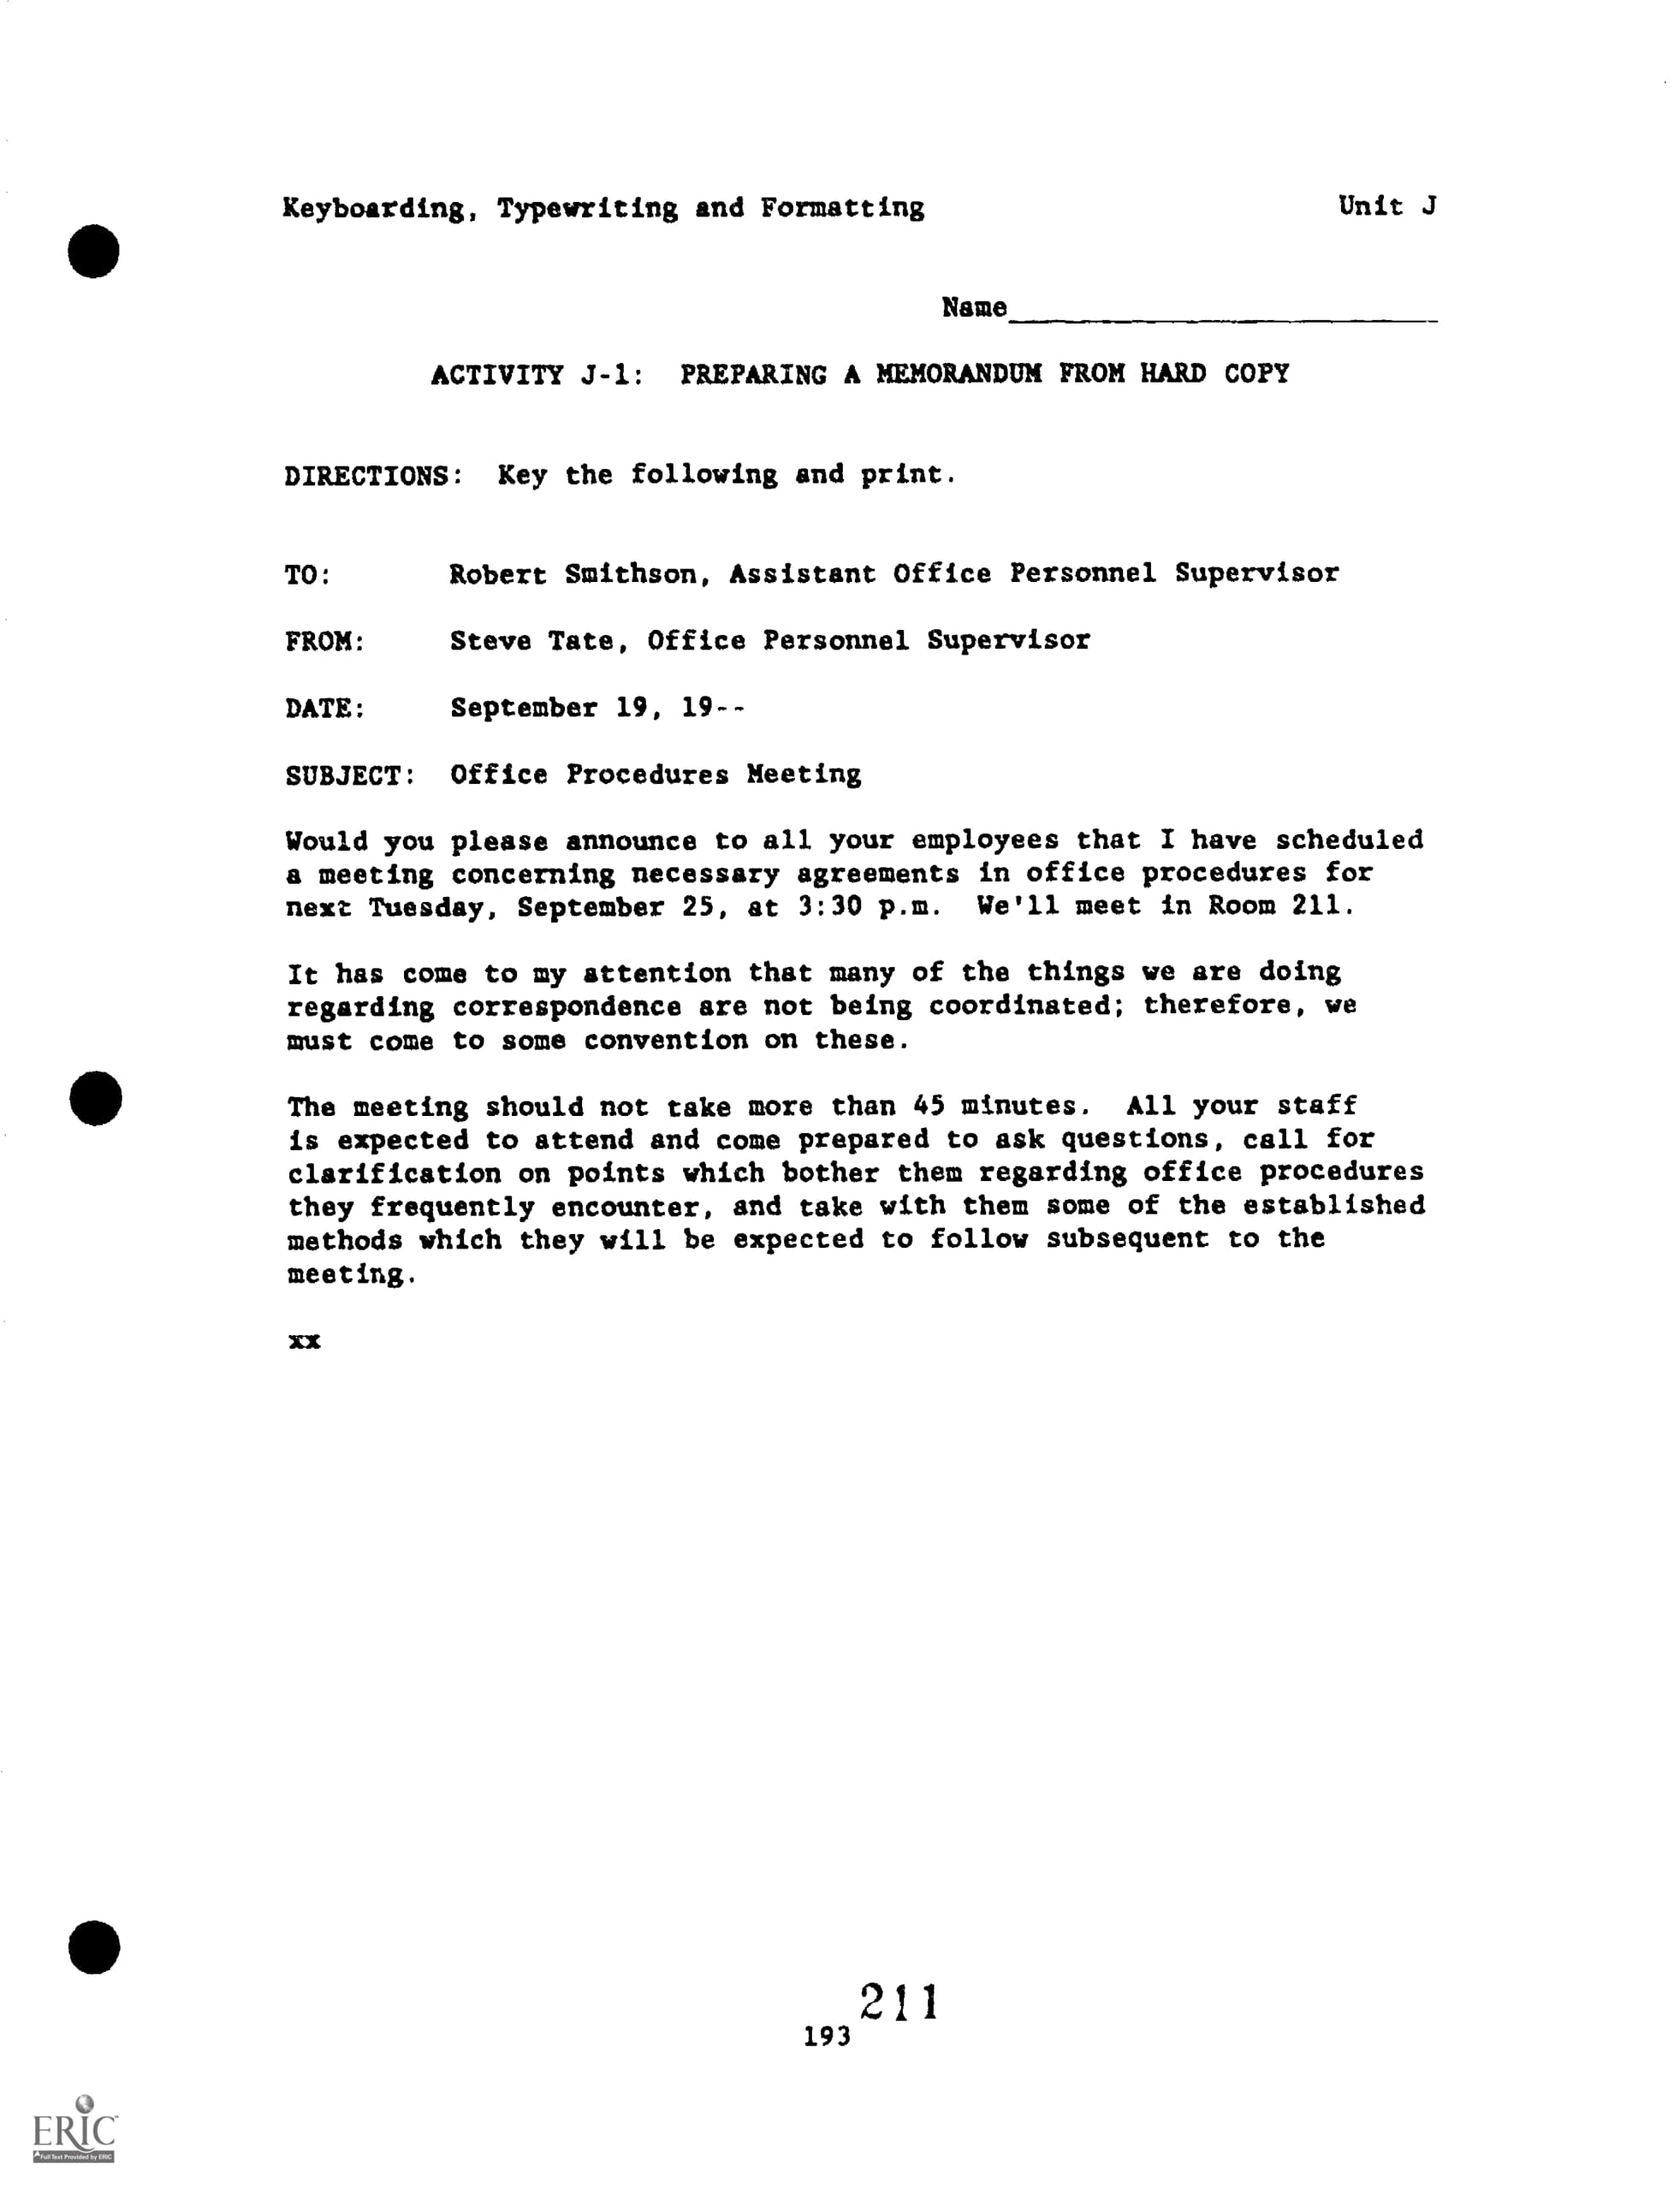 Keyboarding, Typewriting and Formatting Unit J
Name
ACTIVITY J-1: PREPARING A MEMORANDUM FROM HARD COPY
DIRECTIONS: Key the following and print.
TO: Robert Smithson, Assistant Office Personnel Supervisor
FROM: Steve Tate, Office Personnel Supervisor
DATE: September 19, 19--
SUBJECT: Office Procedures Meeting
Would you please announce to all your employees that I have scheduled
a meeting concerning necessary agreements in office procedures for
next Tuesday, September 25, at 3:30 p.m. We'll meet in Room 211.
It has come to my attention that many of the things we are doing
regarding correspondence are not being coordinated; therefore, we
must come to some convention on these.
The meeting should not take more than 45 minutes. All your staff
is expected to attend and come prepared to ask questions, call for
clarification on points which bother them regarding office procedures
they frequently encounter, and take with them some of the established
methods which they will be expected to follow subsequent to the
meeting.
xx
211
193
ERIC
Full Text Provided by ERIC